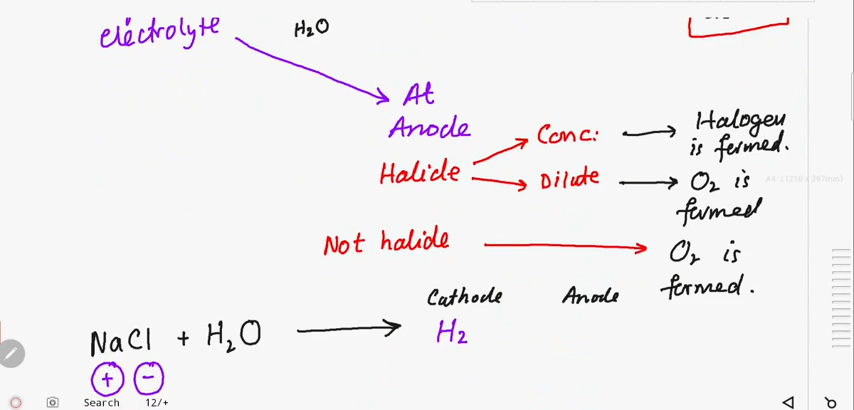 electrolyte
H₂O
At
Anode
Halide
Conc:
Halogen
is formed.
Dilute
O₂ is
formed
Not halide
O₂ is
formed.
Cathode Anode
NaCl + H₂O H₂
+ −
Search 12/+